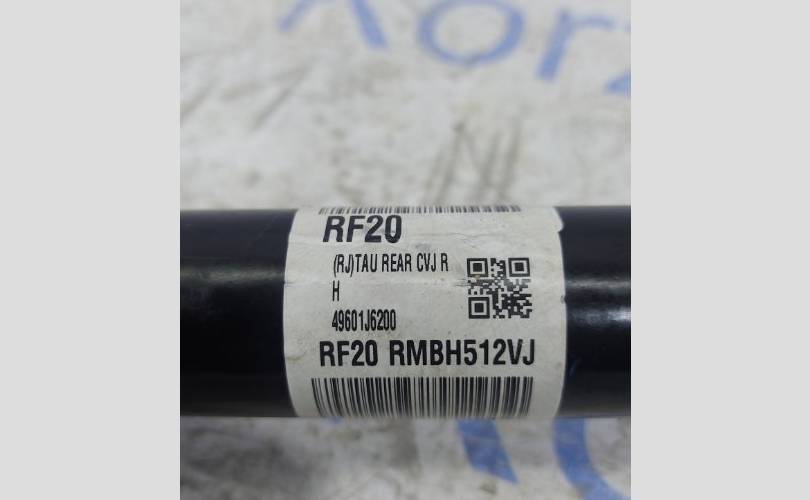 RF20
(RJ)TAU REAR CVJ R
H
49601J6200
RF20 RMBH512VJ